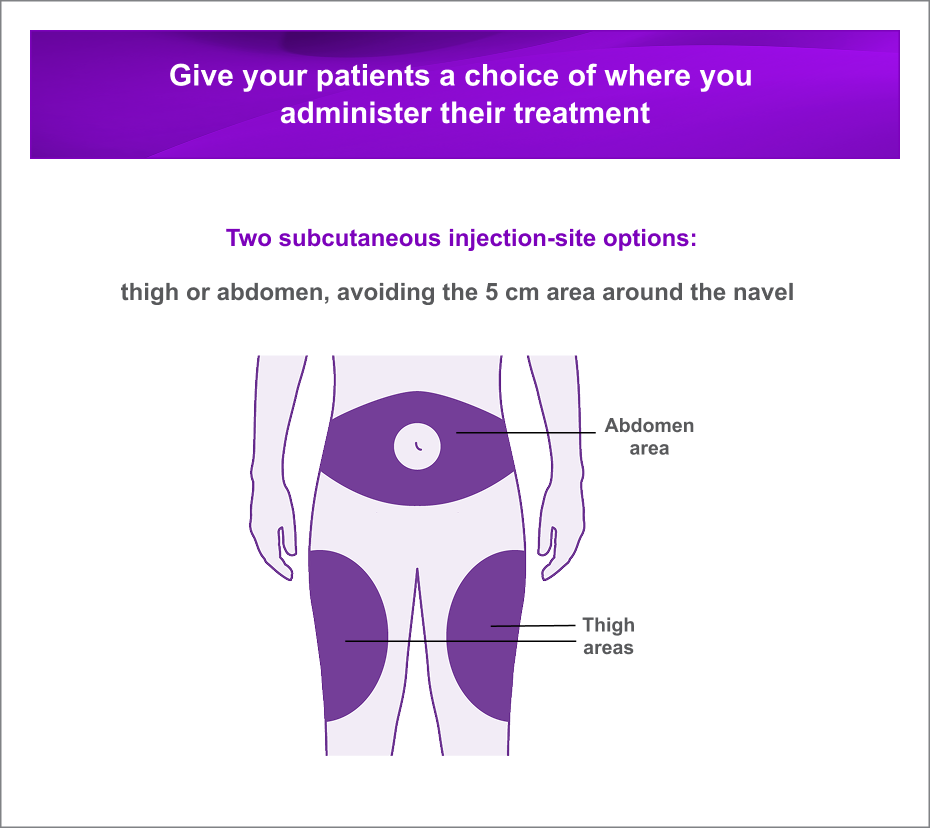 Give your patients a choice of where you
administer their treatment
Two subcutaneous injection-site options:
thigh or abdomen, avoiding the 5 cm area around the navel
Abdomen
area
Thigh
areas